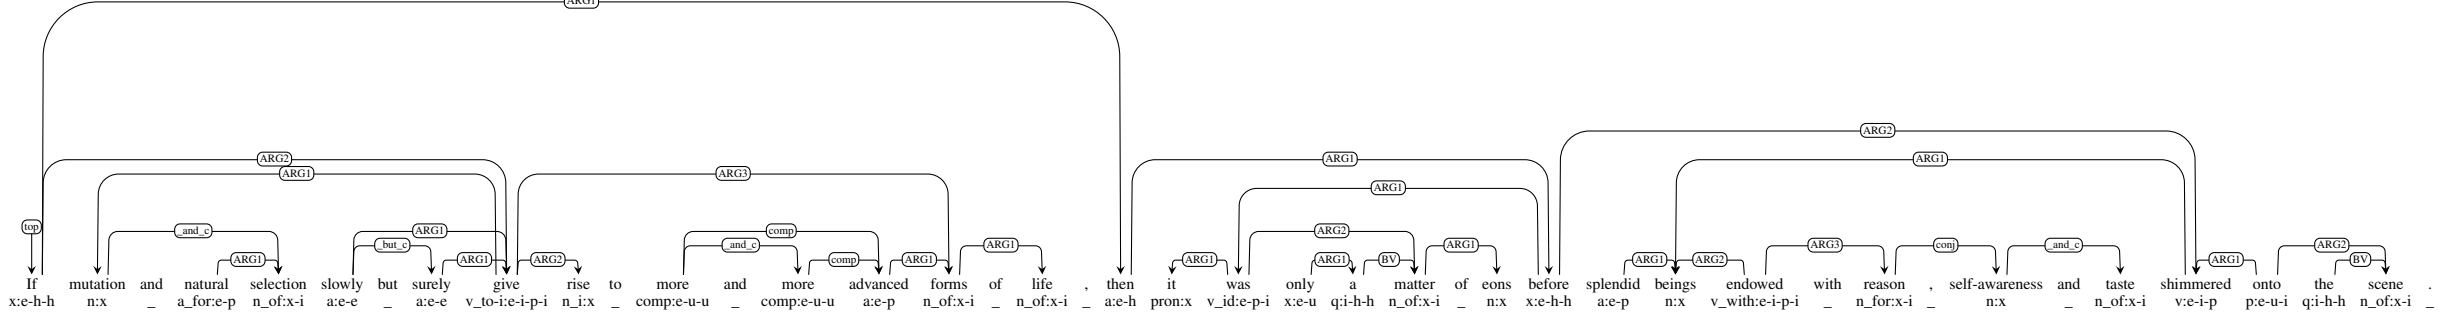 ARG1
ARG2
ARG2 ARG1 ARG1
ARG1 ARG3
ARG1
top _and_c ARG1 comp ARG2
_but_c _and_c ARG1 ARG1 ARG3 conj _and_c ARG2
ARG1 ARG1 ARG2 comp ARG1 ARG1 ARG1 BV ARG1 ARG2 ARG1 BV
If mutation and natural selection slowly but surely give rise to more and more advanced forms of life , then it was only a matter of eons before splendid beings endowed with reason , self-awareness and taste shimmered onto the scene .
x:e-h-h n:x _ a_for:e-p n_of:x-i a:e-e _ a:e-e v_to-i:e-i-p-i n_i:x _ comp:e-u-u _ comp:e-u-u a:e-p n_of:x-i _ n_of:x-i _ a:e-h pron:x v_id:e-p-i x:e-u q:i-h-h n_of:x-i _ n:x x:e-h-h a:e-p n:x v_with:e-i-p-i _ n_for:x-i _ n:x _ n_of:x-i v:e-i-p p:e-u-i q:i-h-h n_of:x-i _